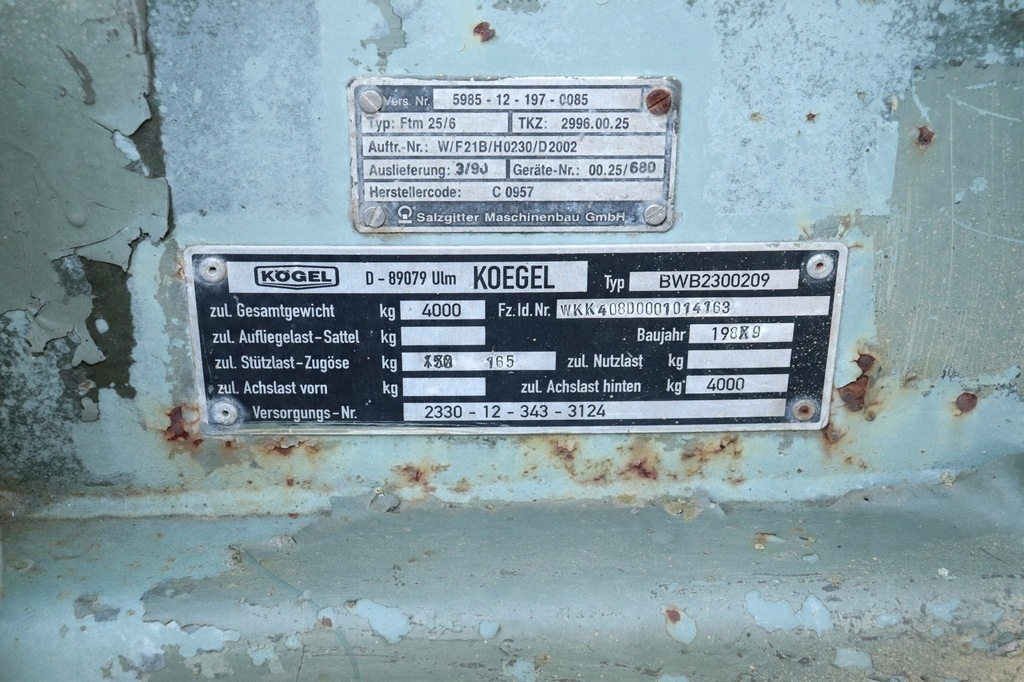 Vers. Nr. 5985 - 12 - 197 - 0085
Typ: Ftm 25/6 TKZ: 2996.00.25
Auftr.-Nr.: W/F21B/H0230/D2002
Auslieferung: 3/90 Geräte-Nr.: 00.25/680
Herstellercode: C 0957
Salzgitter Maschinenbau GmbH
KÖGEL D - 89079 Ulm KOEGEL Typ BWB2300209
zul. Gesamtgewicht kg 4000 Fz. Id. Nr. WKK40800001014163
zul. Aufliegelast-Sattel kg Baujahr 1989
zul. Stützlast-Zugöse kg 165 zul. Nutzlast kg
zul. Achslast vorn kg zul. Achslast hinten kg 4000
Versorgungs-Nr. 2330 - 12 - 343 - 3124